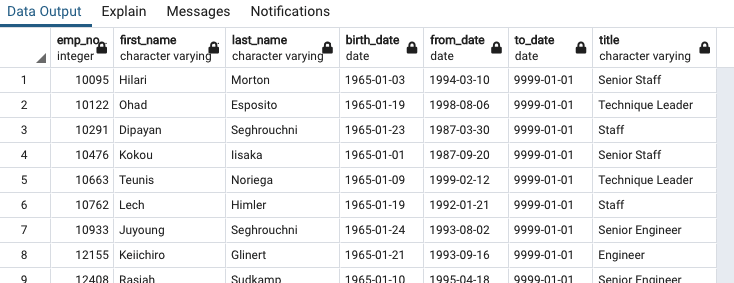 Data Output Explain Messages Notifications
emp_no first_name last_name birth_date from_date to_date title
integer character varying character varying date date date character varying
1 10095 Hilari Morton 1965-01-03 1994-03-10 9999-01-01 Senior Staff
2 10122 Ohad Esposito 1965-01-19 1998-08-06 9999-01-01 Technique Leader
3 10291 Dipayan Seghrouchni 1965-01-23 1987-03-30 9999-01-01 Staff
4 10476 Kokou Iisaka 1965-01-01 1987-09-20 9999-01-01 Senior Staff
5 10663 Teunis Noriega 1965-01-09 1999-02-12 9999-01-01 Technique Leader
6 10762 Lech Himler 1965-01-19 1992-01-21 9999-01-01 Staff
7 10933 Juyoung Seghrouchni 1965-01-24 1993-08-02 9999-01-01 Senior Engineer
8 12155 Keiichiro Glinert 1965-01-21 1993-09-16 9999-01-01 Engineer
9 12408 Rasiah Sudkamp 1965-01-10 1995-04-18 9999-01-01 Senior Engineer